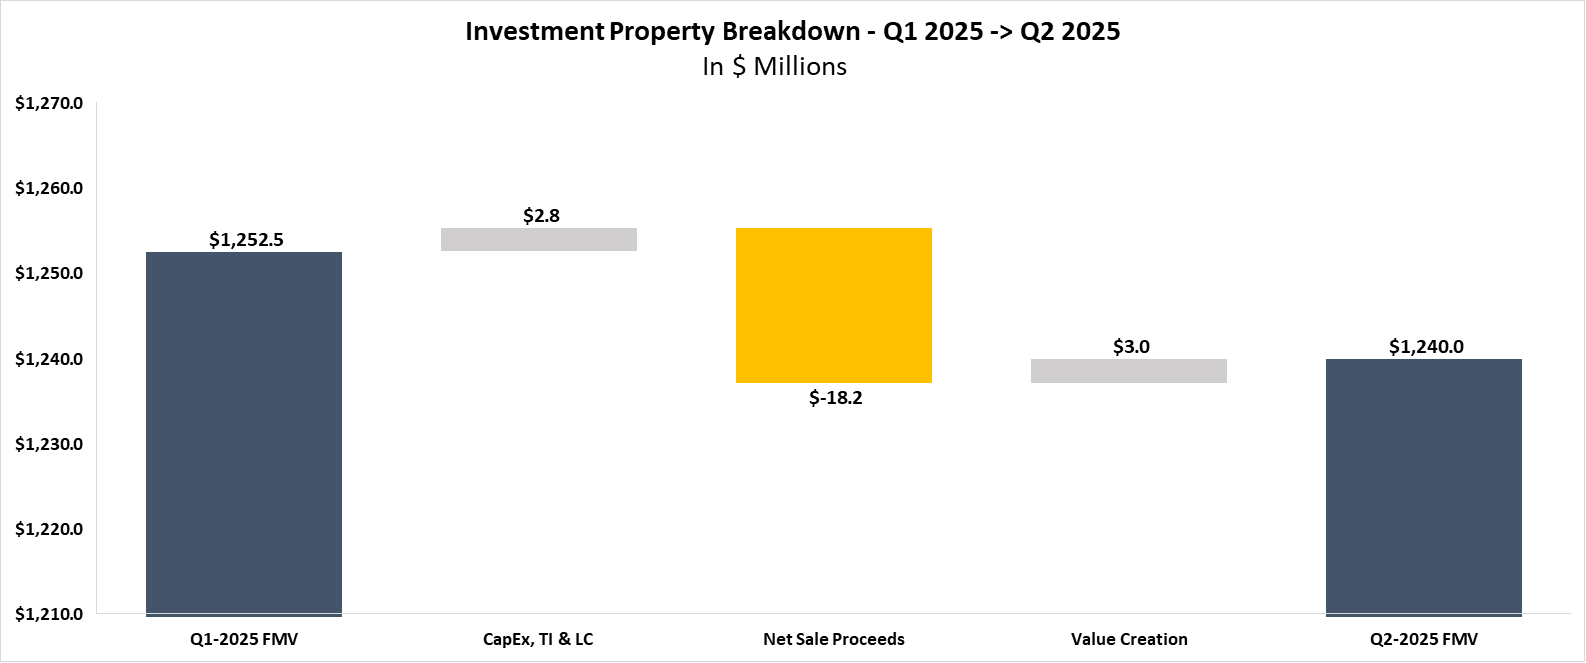 Investment Property Breakdown - Q1 2025 -> Q2 2025
In $ Millions
$1,270.0
$1,260.0
$1,250.0
$1,240.0
$1,230.0
$1,220.0
$1,210.0
$1,252.5
$2.8
$-18.2
$3.0
$1,240.0
Q1-2025 FMV
CapEx, TI & LC
Net Sale Proceeds
Value Creation
Q2-2025 FMV